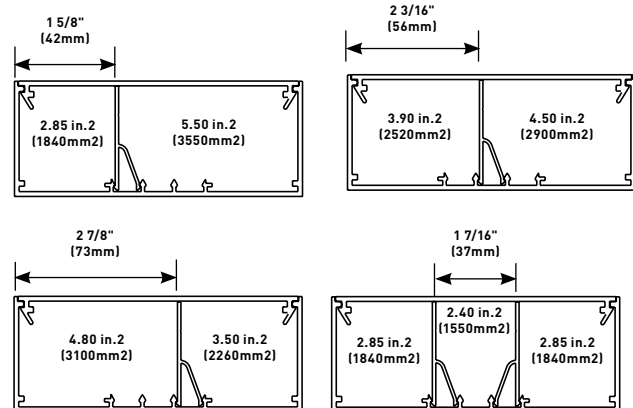 1 5/8"
(42mm)
2.85 in.2
(1840mm2)
5.50 in.2
(3550mm2)
2 3/16"
(56mm)
3.90 in.2
(2520mm2)
4.50 in.2
(2900mm2)
2 7/8"
(73mm)
4.80 in.2
(3100mm2)
3.50 in.2
(2260mm2)
1 7/16"
(37mm)
2.85 in.2
(1840mm2)
2.40 in.2
(1550mm2)
2.85 in.2
(1840mm2)